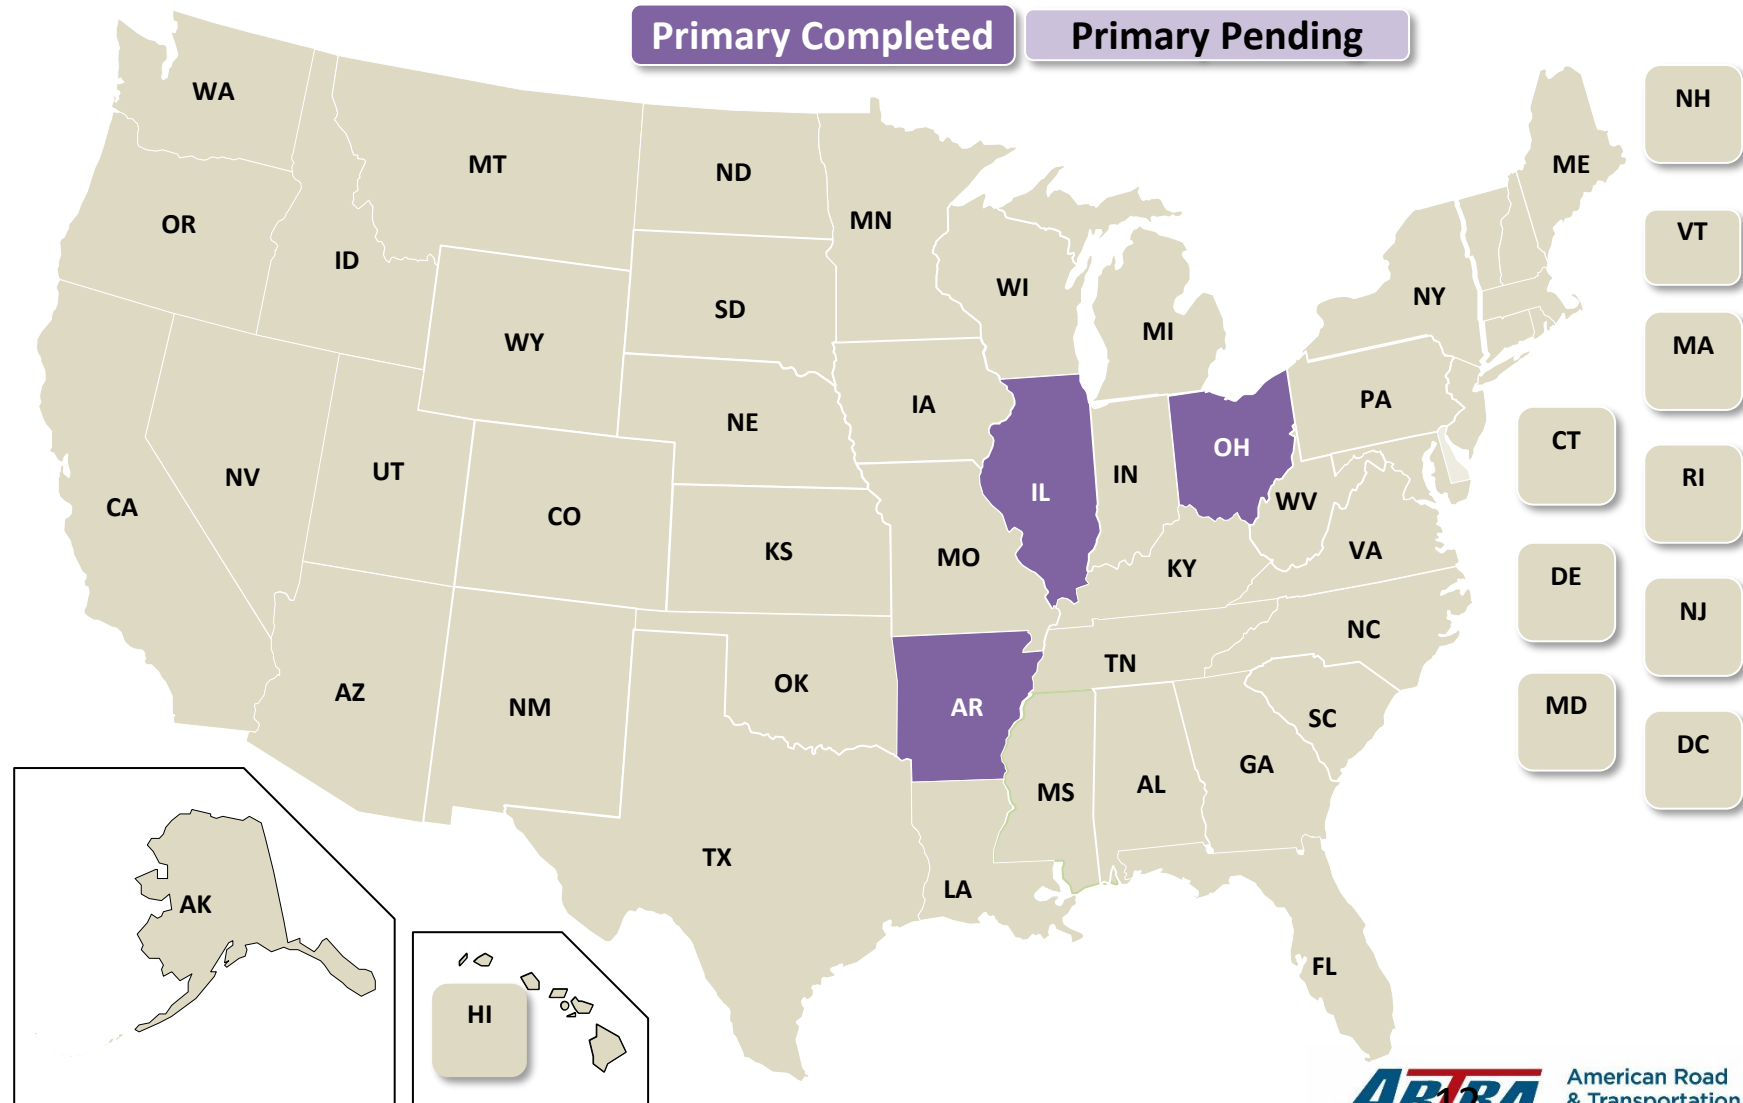 Primary Completed
Primary Pending
WA
MT
ND
MN
ME
NH
OR
ID
SD
WI
MI
NY
VT
WY
MA
NE
IA
PA
CT
NV
UT
CO
IL
IN
OH
WV
RI
CA
KS
MO
KY
VA
DE
NJ
AZ
NM
OK
AR
TN
NC
SC
MD
DC
TX
LA
MS
AL
GA
FL
AK
HI
ARTBA
12
American Road
& Transportation